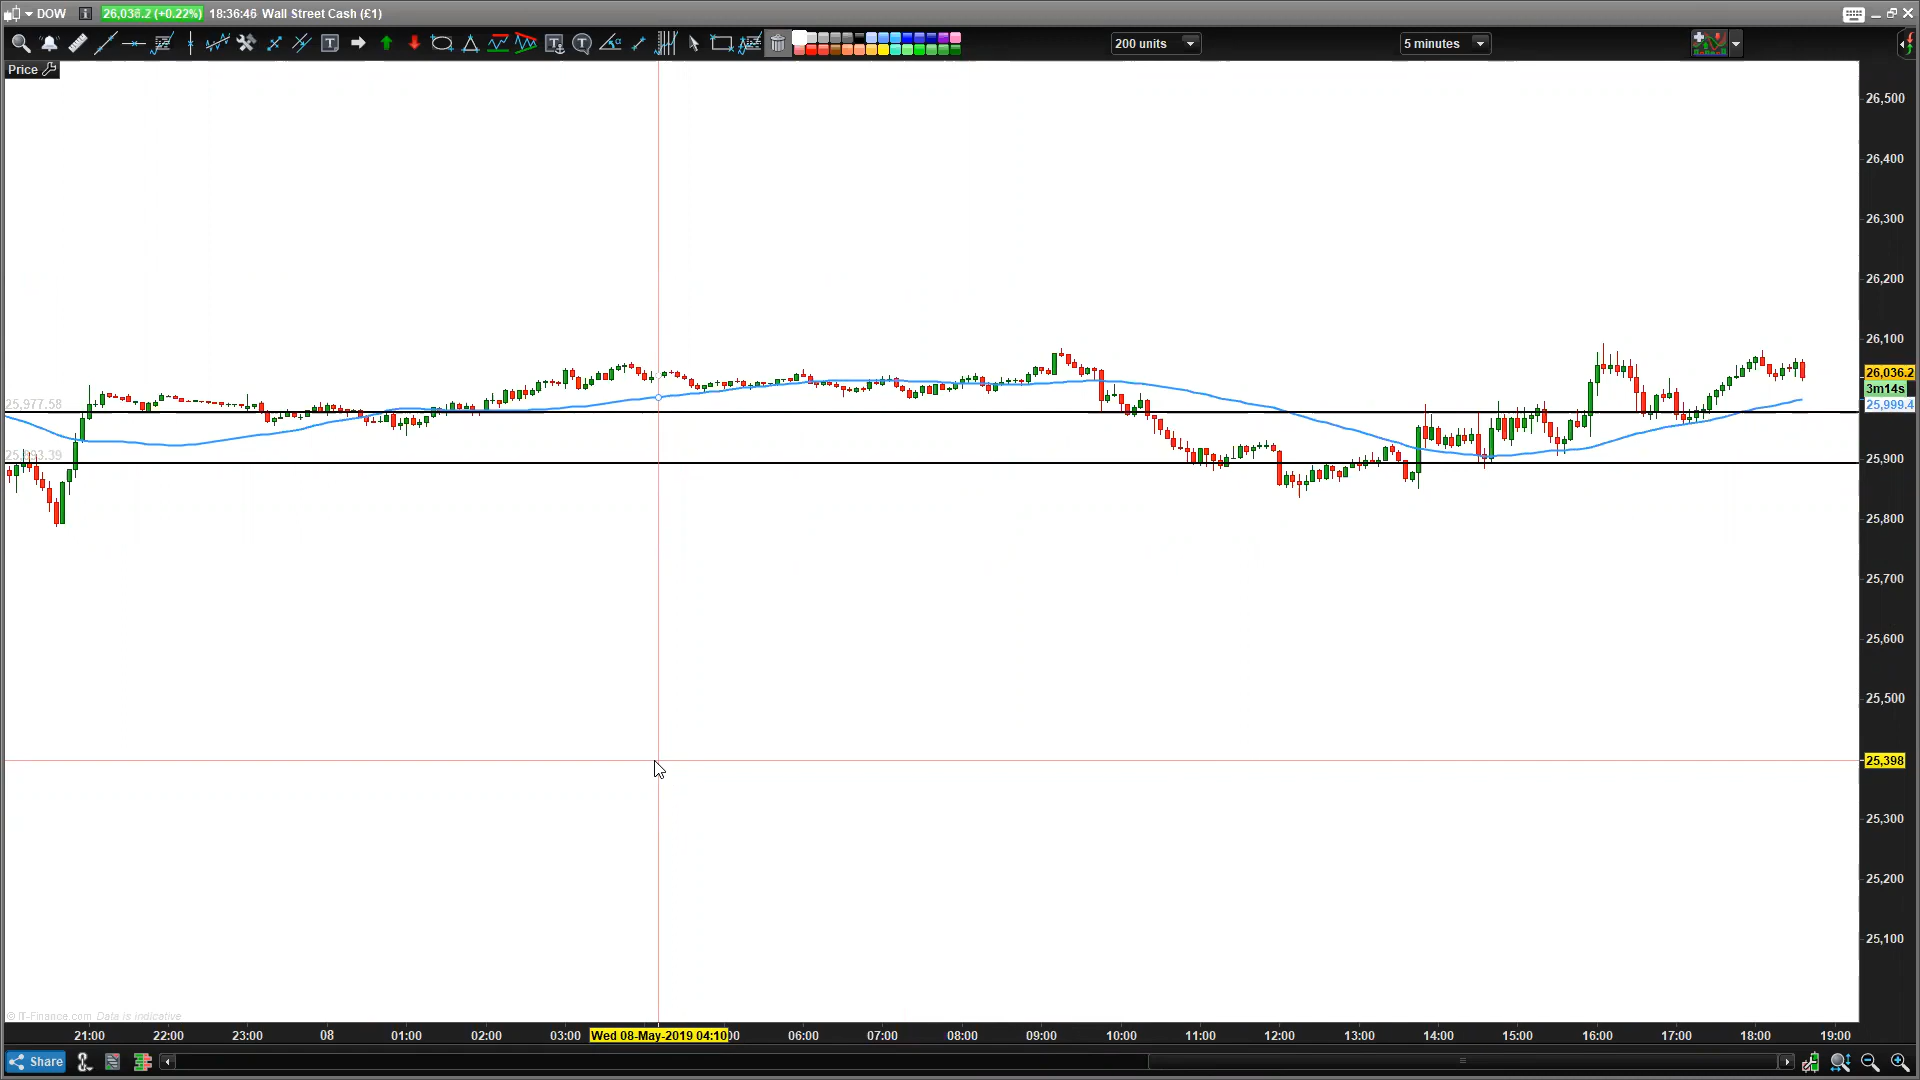 DOW 26,036.2 (+0.22%) 18:36:46 Wall Street Cash (£1)
200 units 5 minutes
Price
26,500
26,400
26,300
26,200
26,100
26,036.2
3m14s
25,977.58 25,999.4
25,893.39 25,900
25,800
25,700
25,600
25,500
25,398
25,300
25,200
25,100
© IT-Finance.com Data is indicative
21:00 22:00 23:00 08 01:00 02:00 03:00 Wed 08-May-2019 04:10 06:00 07:00 08:00 09:00 10:00 11:00 12:00 13:00 14:00 15:00 16:00 17:00 18:00 19:00
Share